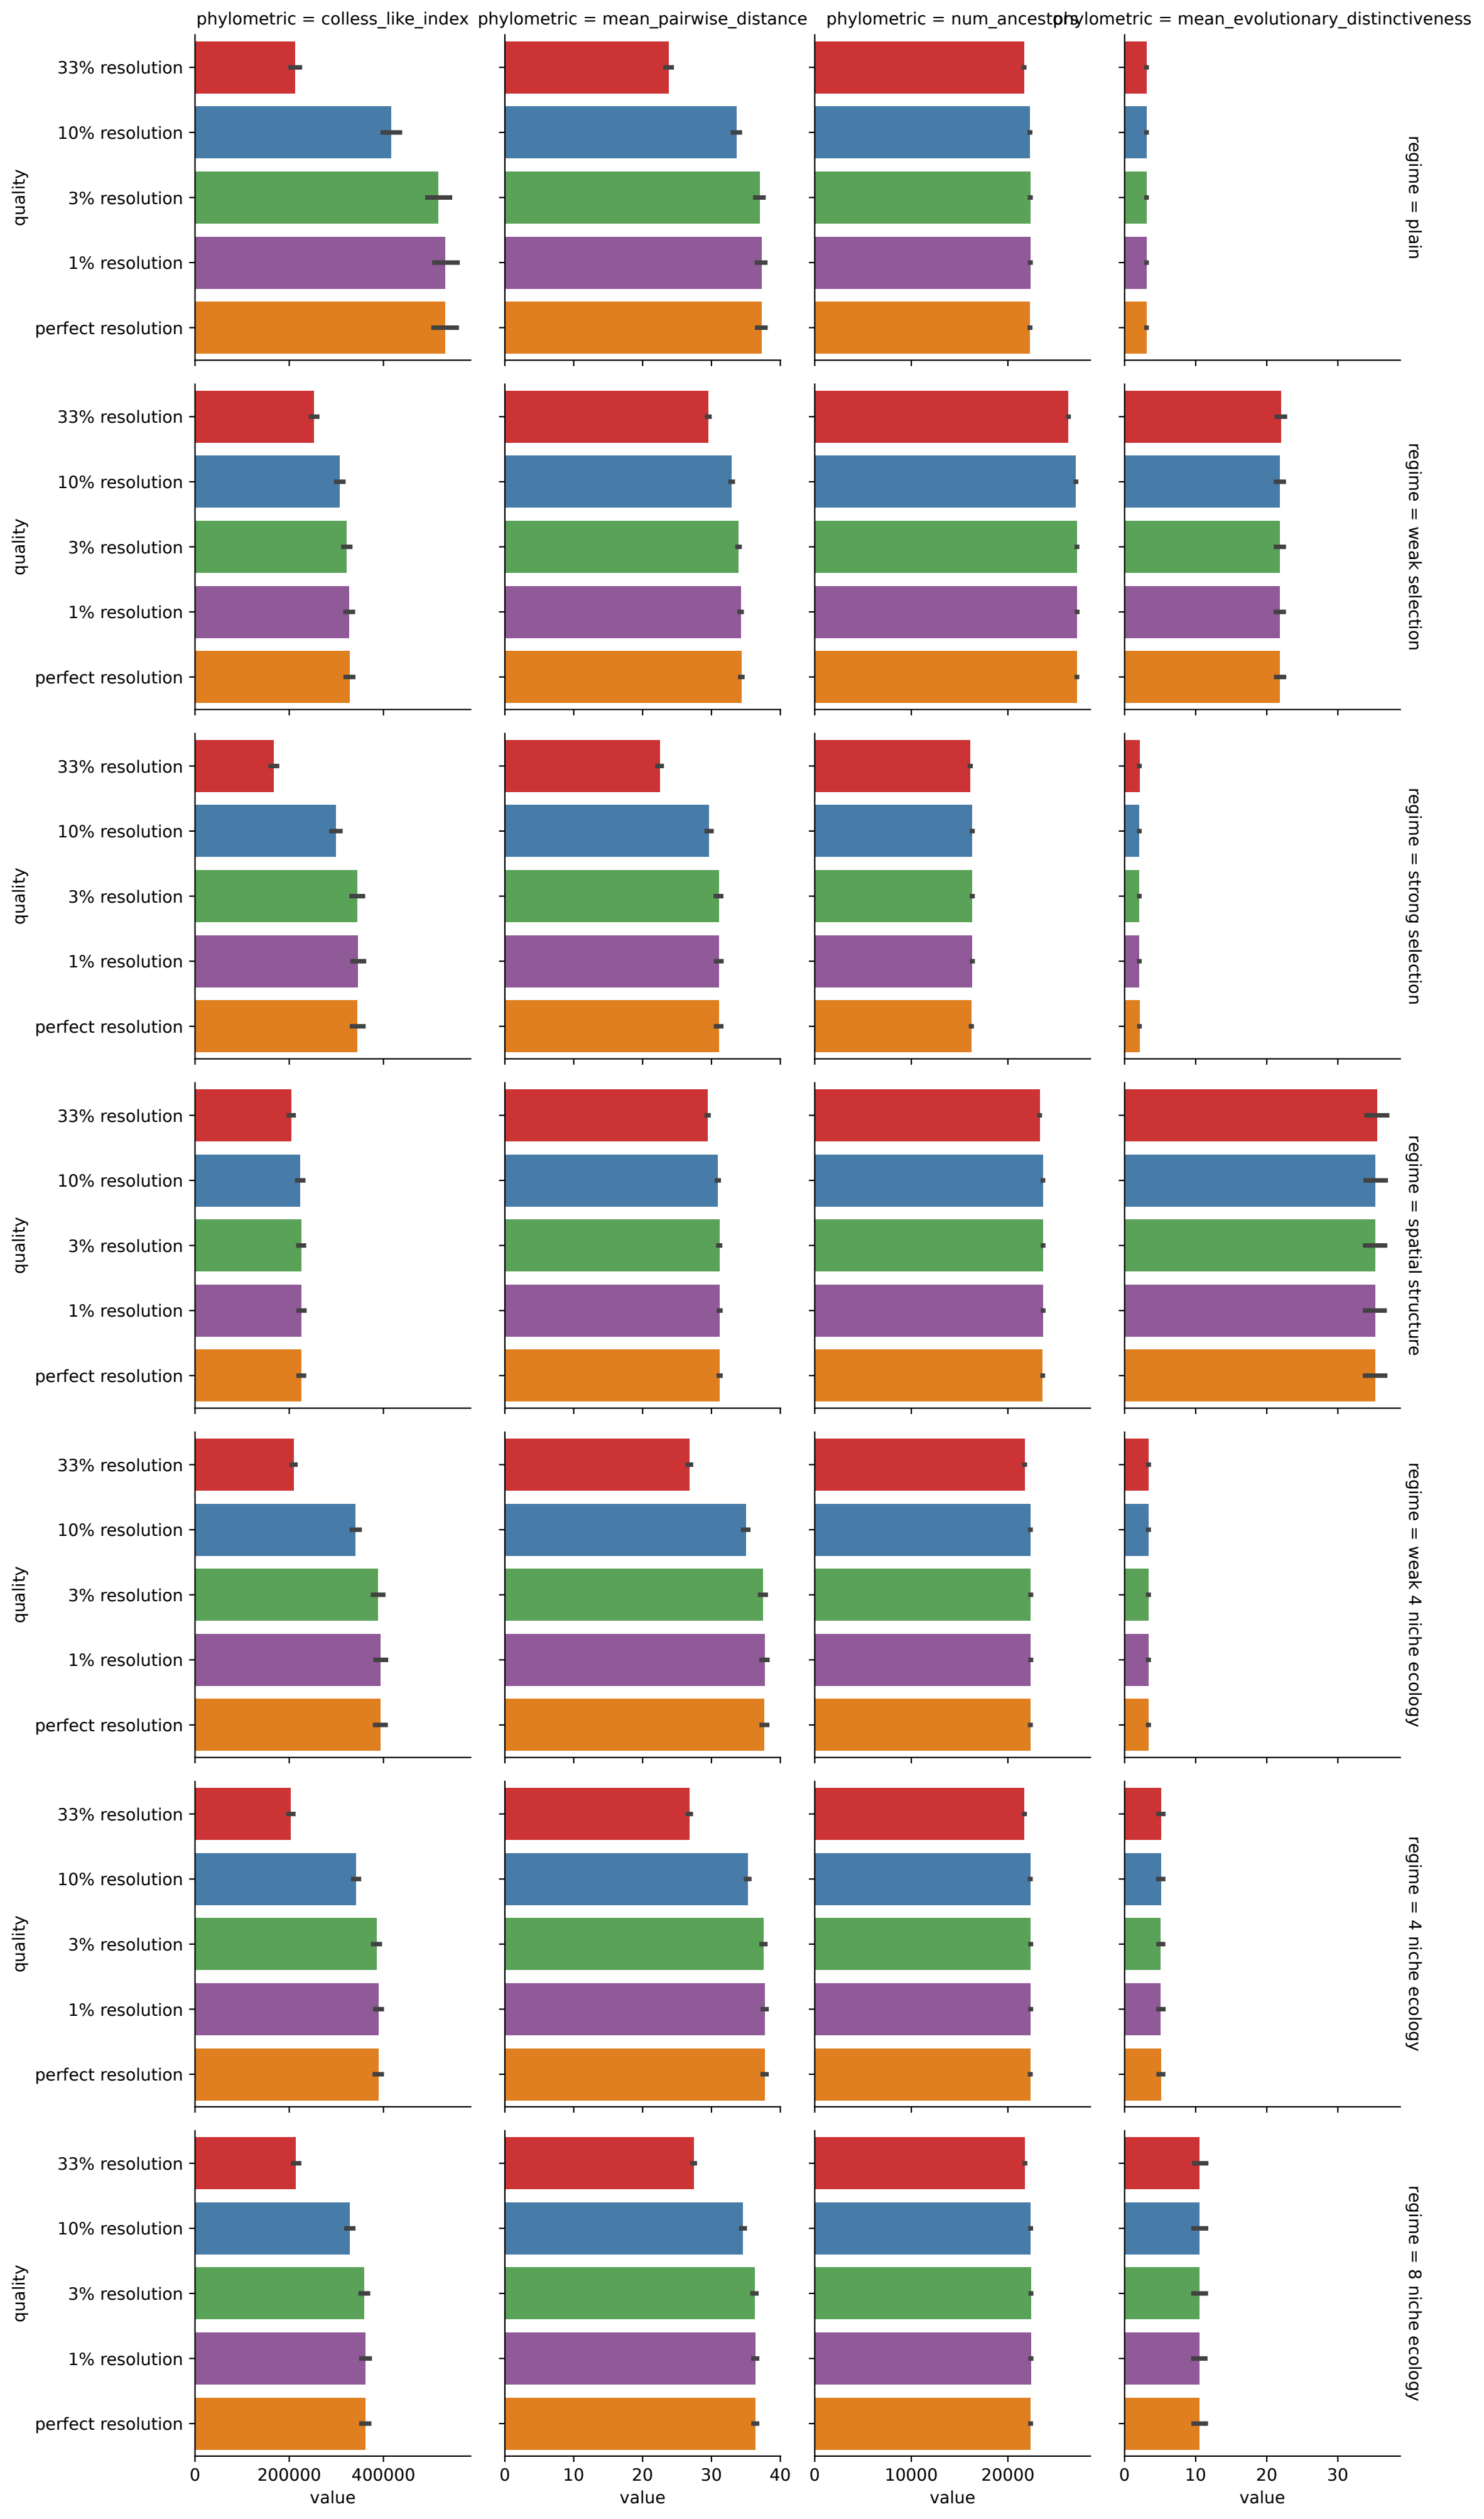 phylometric = colless_like_index
phylometric = mean_pairwise_distance
phylometric = num_ancestors
phylometric = mean_evolutionary_distinctiveness
quality
33% resolution
10% resolution
3% resolution
1% resolution
perfect resolution
regime = plain
quality
33% resolution
10% resolution
3% resolution
1% resolution
perfect resolution
regime = weak selection
quality
33% resolution
10% resolution
3% resolution
1% resolution
perfect resolution
regime = strong selection
quality
33% resolution
10% resolution
3% resolution
1% resolution
perfect resolution
regime = spatial structure
quality
33% resolution
10% resolution
3% resolution
1% resolution
perfect resolution
regime = weak 4 niche ecology
quality
33% resolution
10% resolution
3% resolution
1% resolution
perfect resolution
regime = 4 niche ecology
quality
33% resolution
10% resolution
3% resolution
1% resolution
perfect resolution
regime = 8 niche ecology
0 200000 400000
0 10 20 30 40
0 10000 20000
0 10 20 30
value
value
value
value